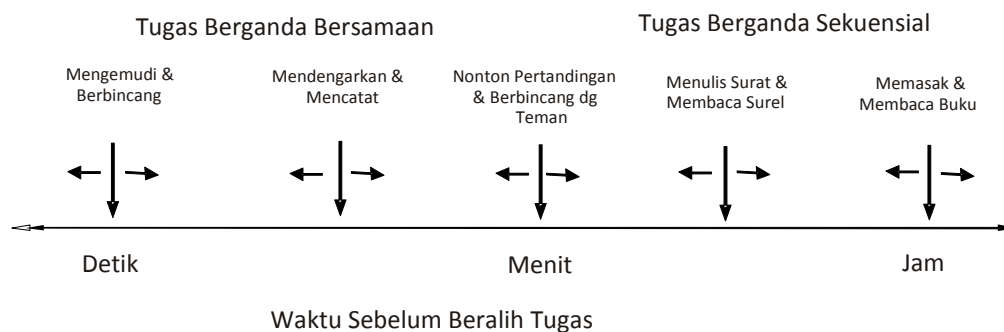 Tugas Berganda Bersamaan
Tugas Berganda Sekuensial
Mengemudi &
Berbincang
Mendengarkan &
Mencatat
Nonton Pertandingan
& Berbincang dg
Teman
Menulis Surat &
Membaca Surel
Memasak &
Membaca Buku
Detik
Menit
Jam
Waktu Sebelum Beralih Tugas